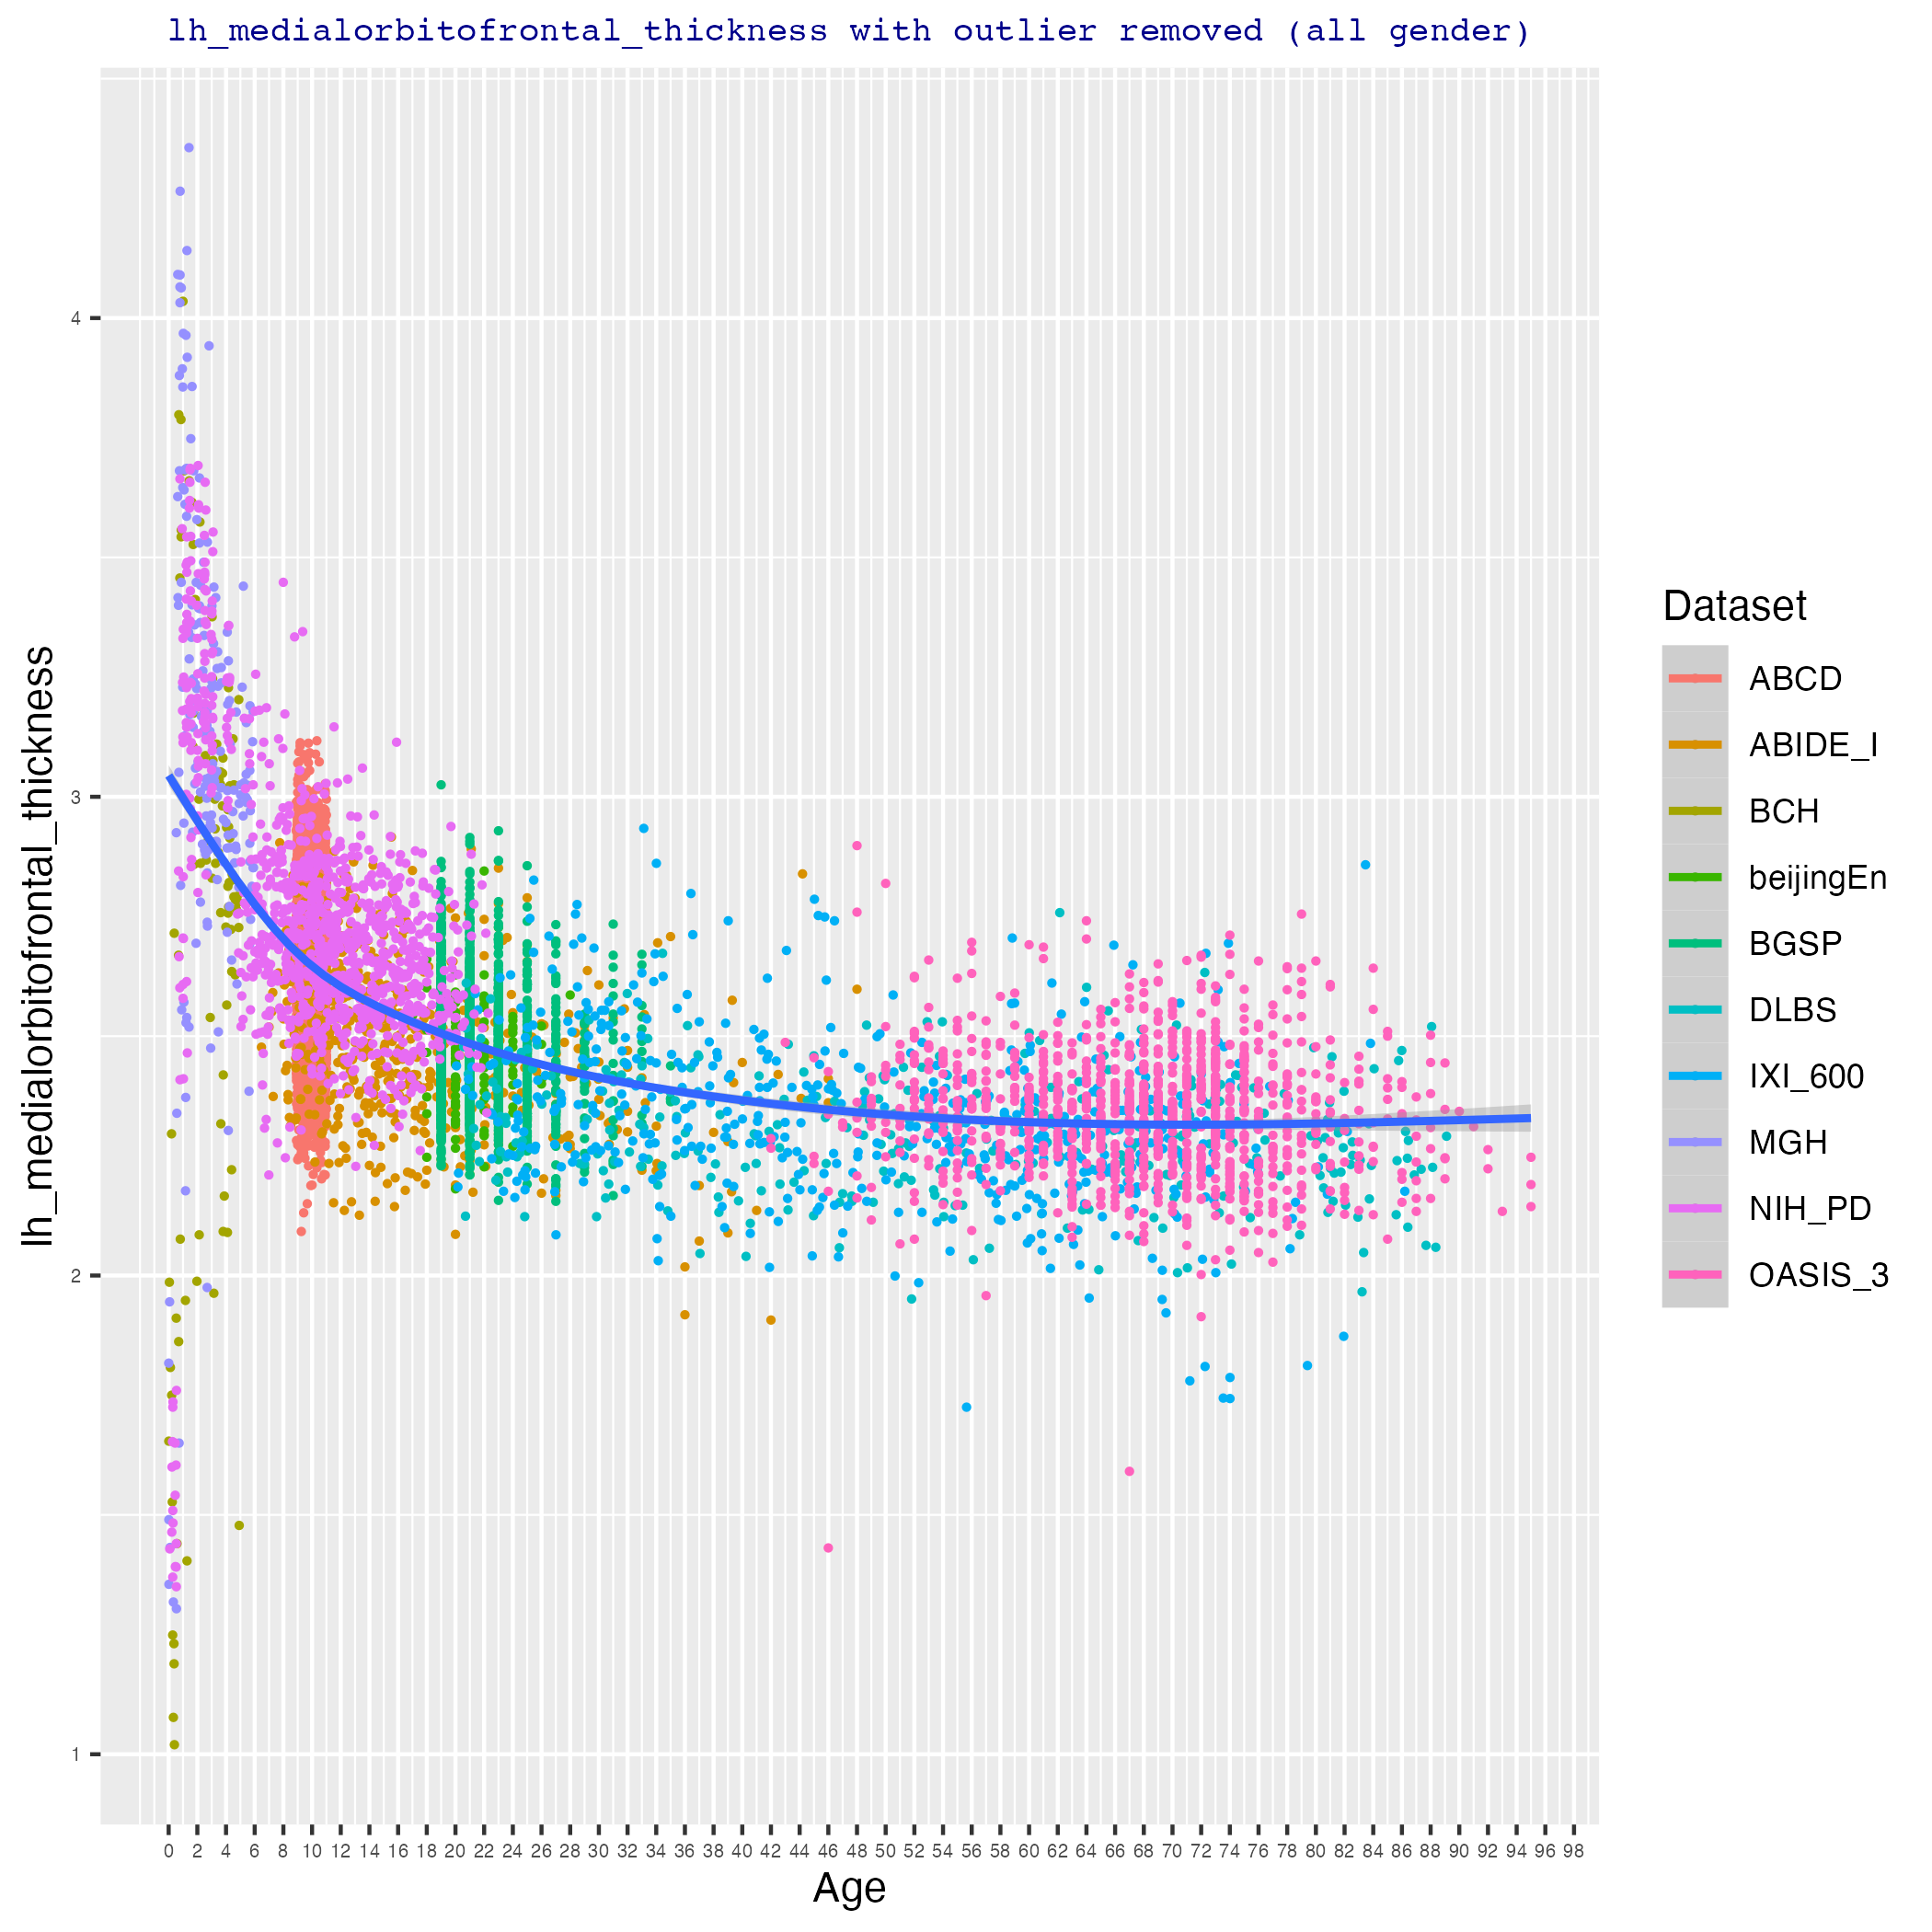 lh_medialorbitofrontal_thickness with outlier removed (all gender)
lh_medialorbitofrontal_thickness
4
3
2
1
0 2 4 6 8 10 12 14 16 18 20 22 24 26 28 30 32 34 36 38 40 42 44 46 48 50 52 54 56 58 60 62 64 66 68 70 72 74 76 78 80 82 84 86 88 90 92 94 96 98
Age
Dataset
ABCD
ABIDE_I
BCH
beijingEn
BGSP
DLBS
IXI_600
MGH
NIH_PD
OASIS_3